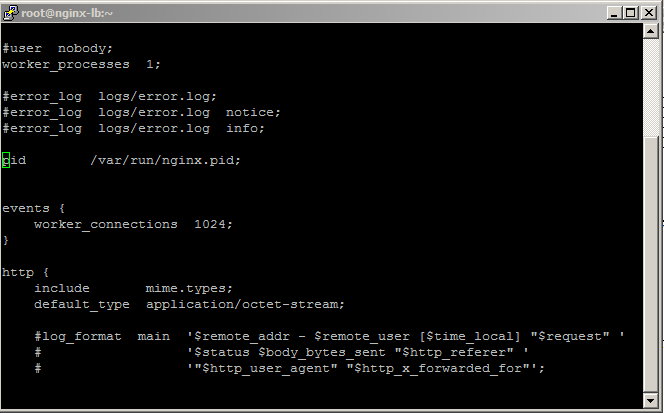 root@nginx-lb:~
#user  nobody;
worker_processes  1;
#error_log  logs/error.log;
#error_log  logs/error.log  notice;
#error_log  logs/error.log  info;
pid        /var/run/nginx.pid;
events {
    worker_connections  1024;
}
http {
    include       mime.types;
    default_type  application/octet-stream;
    #log_format  main  '$remote_addr - $remote_user [$time_local] "$request" '
    #                  '$status $body_bytes_sent "$http_referer" '
    #                  '"$http_user_agent" "$http_x_forwarded_for"';